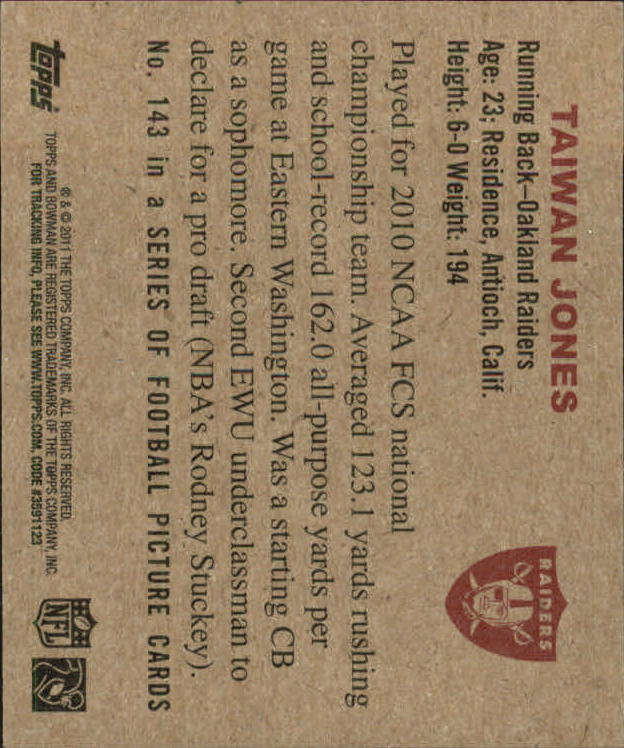 TAIWAN JONES
Running Back–Oakland Raiders
Age: 23; Residence, Antioch, Calif.
Height: 6-0 Weight: 194
RAIDERS
Played for 2010 NCAA FCS national
championship team. Averaged 123.1 yards rushing
and school-record 162.0 all-purpose yards per
game at Eastern Washington. Was a starting CB
as a sophomore. Second EWU underclassman to
declare for a pro draft (NBA's Rodney Stuckey).
No. 143 in a SERIES OF FOOTBALL PICTURE CARDS
topps
® & © 2011 THE TOPPS COMPANY, INC. ALL RIGHTS RESERVED.
TOPPS AND BOWMAN ARE REGISTERED TRADEMARKS OF THE TOPPS COMPANY, INC.
FOR TRACKING INFO, PLEASE SEE WWW.TOPPS.COM, CODE #3591123
NFL